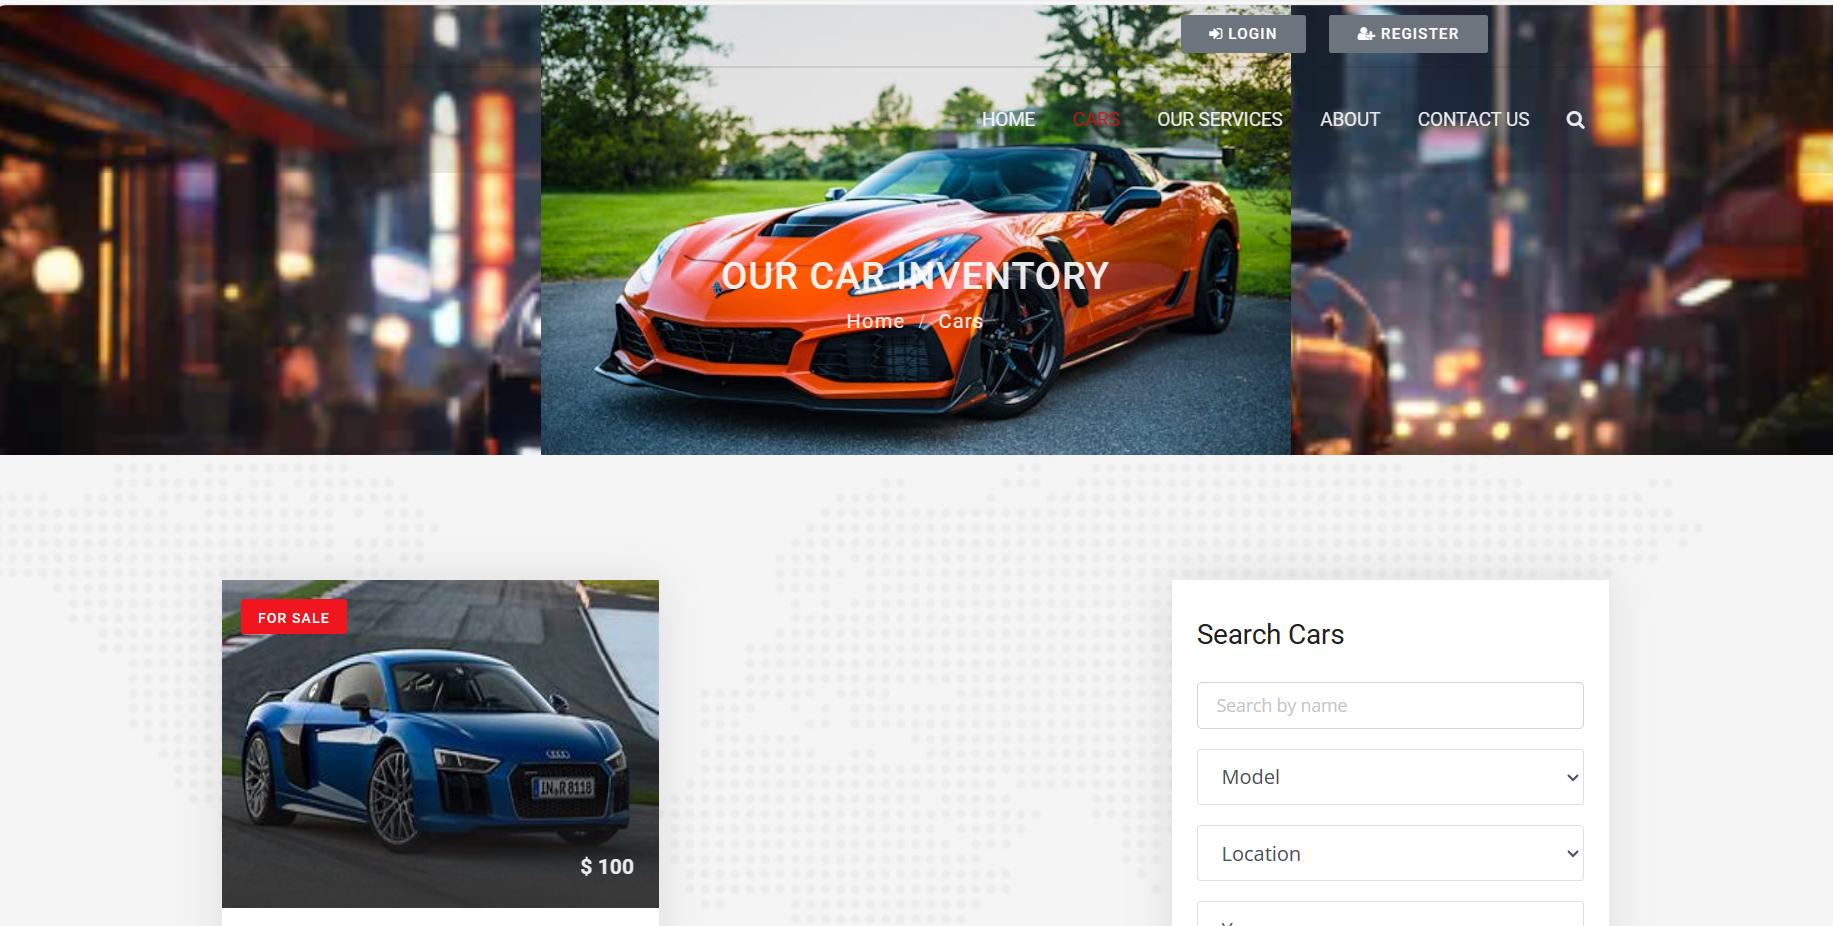 LOGIN
REGISTER
HOME
CARS
OUR SERVICES
ABOUT
CONTACT US
OUR CAR INVENTORY
Home / Cars
FOR SALE
IN R 8118
$ 100
Search Cars
Search by name
Model
Location